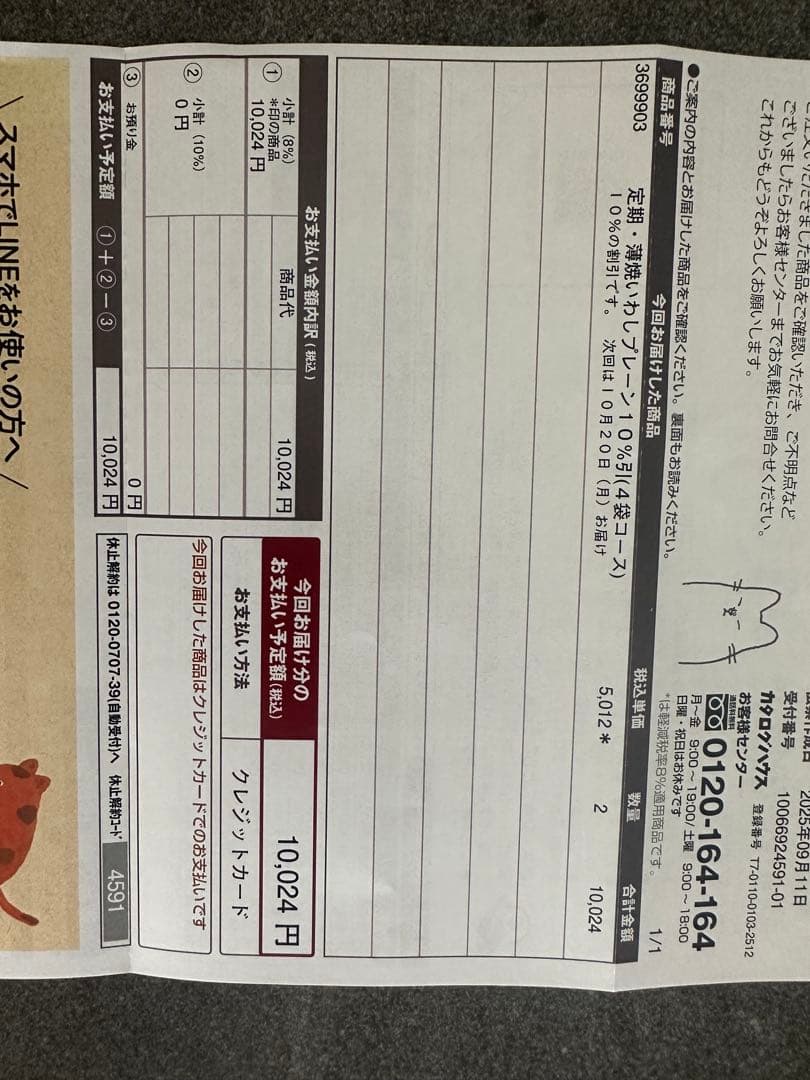 2025年09月11日
受付番号 10066924591-01
カタログハウス 登録番号 T7-0110-0103-2512
お客様センター
通話料無料 0120-164-164
月～金 9:00～19:00/土曜 9:00～18:00
日曜・祝日はお休みです
ございましたらお客様センターまでお気軽にお問合せください。
これからもどうぞよろしくお願いします。
●ご案内の内容とお届けした商品をご確認ください。裏面もお読みください。
*は軽減税率8%適用商品です。 1/1
商品番号 今回お届けした商品 税込単価 数量 合計金額
3699903 定期・薄焼いわしプレーン10%引(4袋コース) 5,012* 2 10,024
10%の割引です。 次回は10月20日(月)お届け
お支払い金額内訳(税込)
① 小計(8%)
*印の商品
10,024円
商品代 10,024円
② 小計(10%)
0円
③ お預り金 0円
お支払い予定額 ①+②-③ 10,024円
今回お届け分の
お支払い予定額(税込) 10,024円
お支払い方法 クレジットカード
今回お届けした商品はクレジットカードでのお支払いです
休止解約は 0120-0707-39(自動受付)へ 休止解約コード 4591
\スマホでLINEをお使いの方へ/